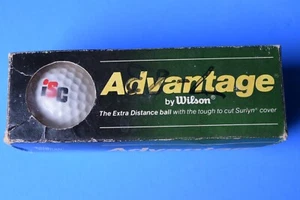 iSC
Advantage
by Wilson®
The Extra Distance ball with the tough to cut Surlyn® cover